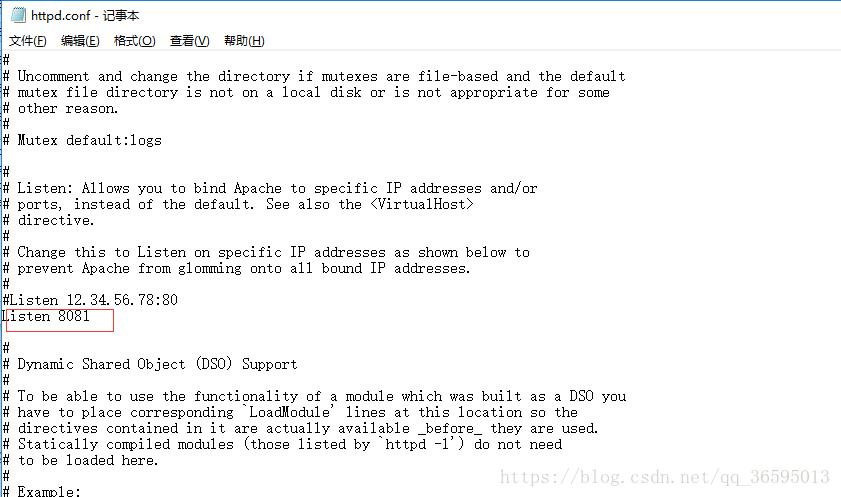 httpd.conf - 记事本
文件(F) 编辑(E) 格式(O) 查看(V) 帮助(H)
#
# Uncomment and change the directory if mutexes are file-based and the default
# mutex file directory is not on a local disk or is not appropriate for some
# other reason.
#
# Mutex default:logs
#
# Listen: Allows you to bind Apache to specific IP addresses and/or
# ports, instead of the default. See also the <VirtualHost>
# directive.
#
# Change this to Listen on specific IP addresses as shown below to
# prevent Apache from glomming onto all bound IP addresses.
#
#Listen 12.34.56.78:80
Listen 8081
#
# Dynamic Shared Object (DSO) Support
#
# To be able to use the functionality of a module which was built as a DSO you
# have to place corresponding `LoadModule' lines at this location so the
# directives contained in it are actually available _before_ they are used.
# Statically compiled modules (those listed by `httpd -l') do not need
# to be loaded here.
#
# Example:
https://blog.csdn.net/qq_36595013